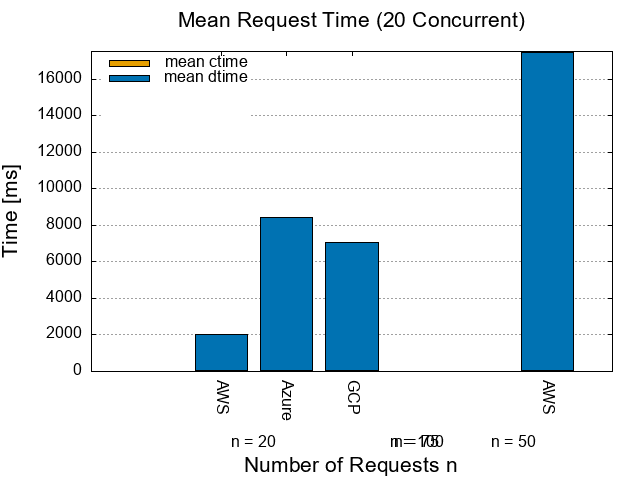 Mean Request Time (20 Concurrent)
mean ctime
mean dtime
16000
14000
12000
10000
8000
6000
4000
2000
0
Time [ms]
AWS
Azure
GCP
AWS
n = 20
n = 50
Number of Requests n